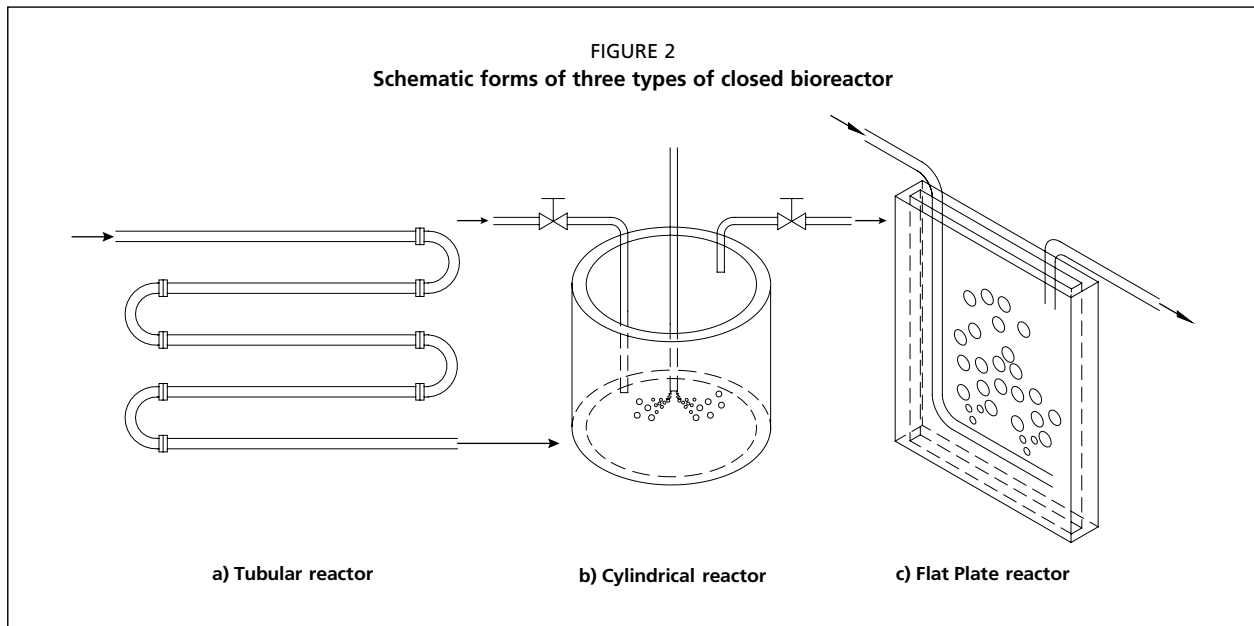 FIGURE 2
Schematic forms of three types of closed bioreactor
a) Tubular reactor
b) Cylindrical reactor
c) Flat Plate reactor